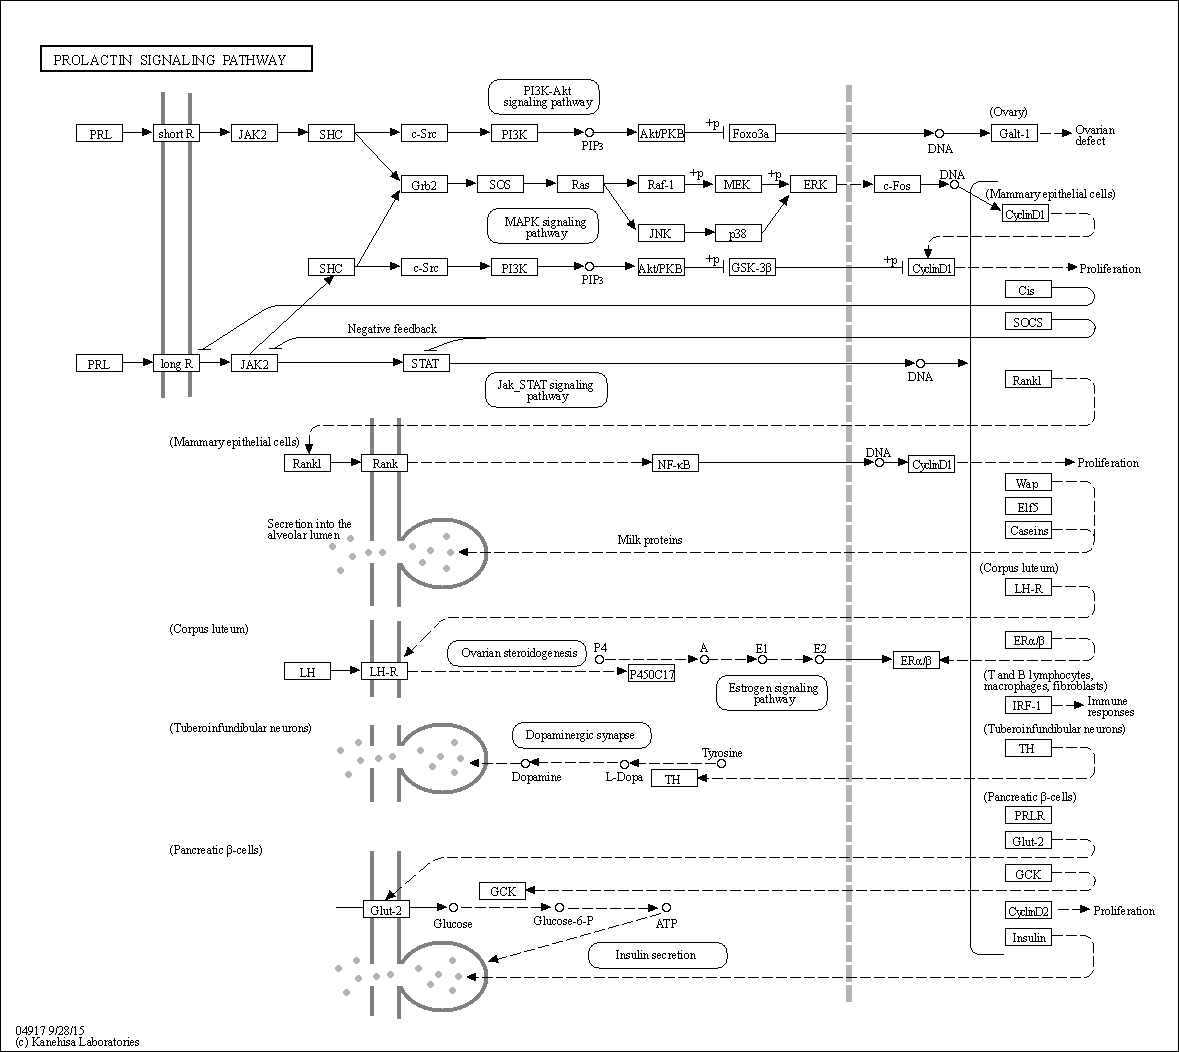 PROLACTIN SIGNALING PATHWAY
PI3K-Akt
signaling pathway
(Ovary)
PRL
short R
JAK2
SHC
c-Src
PI3K
PIP3
Akt/PKB
+p
Foxo3a
DNA
Galt-1
Ovarian
defect
Grb2
SOS
Ras
Raf-1
+p
MEK
+p
ERK
c-Fos
DNA
(Mammary epithelial cells)
CyclinD1
MAPK signaling
pathway
JNK
p38
SHC
c-Src
PI3K
PIP3
Akt/PKB
+p
GSK-3β
+p
CyclinD1
Proliferation
Cis
SOCS
Negative feedback
PRL
long R
JAK2
STAT
DNA
Jak_STAT signaling
pathway
Rankl
(Mammary epithelial cells)
Rankl
Rank
NF-κB
DNA
CyclinD1
Proliferation
Wap
Elf5
Caseins
Secretion into the
alveolar lumen
Milk proteins
(Corpus luteum)
LH-R
(Corpus luteum)
LH
LH-R
Ovarian steroidogenesis
P4
P450C17
A
E1
E2
ERα/β
ERα/β
Estrogen signaling
pathway
(T and B lymphocytes,
macrophages, fibroblasts)
IRF-1
Immune
responses
(Tuberoinfundibular neurons)
TH
(Tuberoinfundibular neurons)
Dopaminergic synapse
Dopamine
L-Dopa
Tyrosine
TH
(Pancreatic β-cells)
PRLR
Glut-2
GCK
CyclinD2
Proliferation
Insulin
(Pancreatic β-cells)
Glut-2
Glucose
GCK
Glucose-6-P
ATP
Insulin secretion
04917 9/28/15
(c) Kanehisa Laboratories